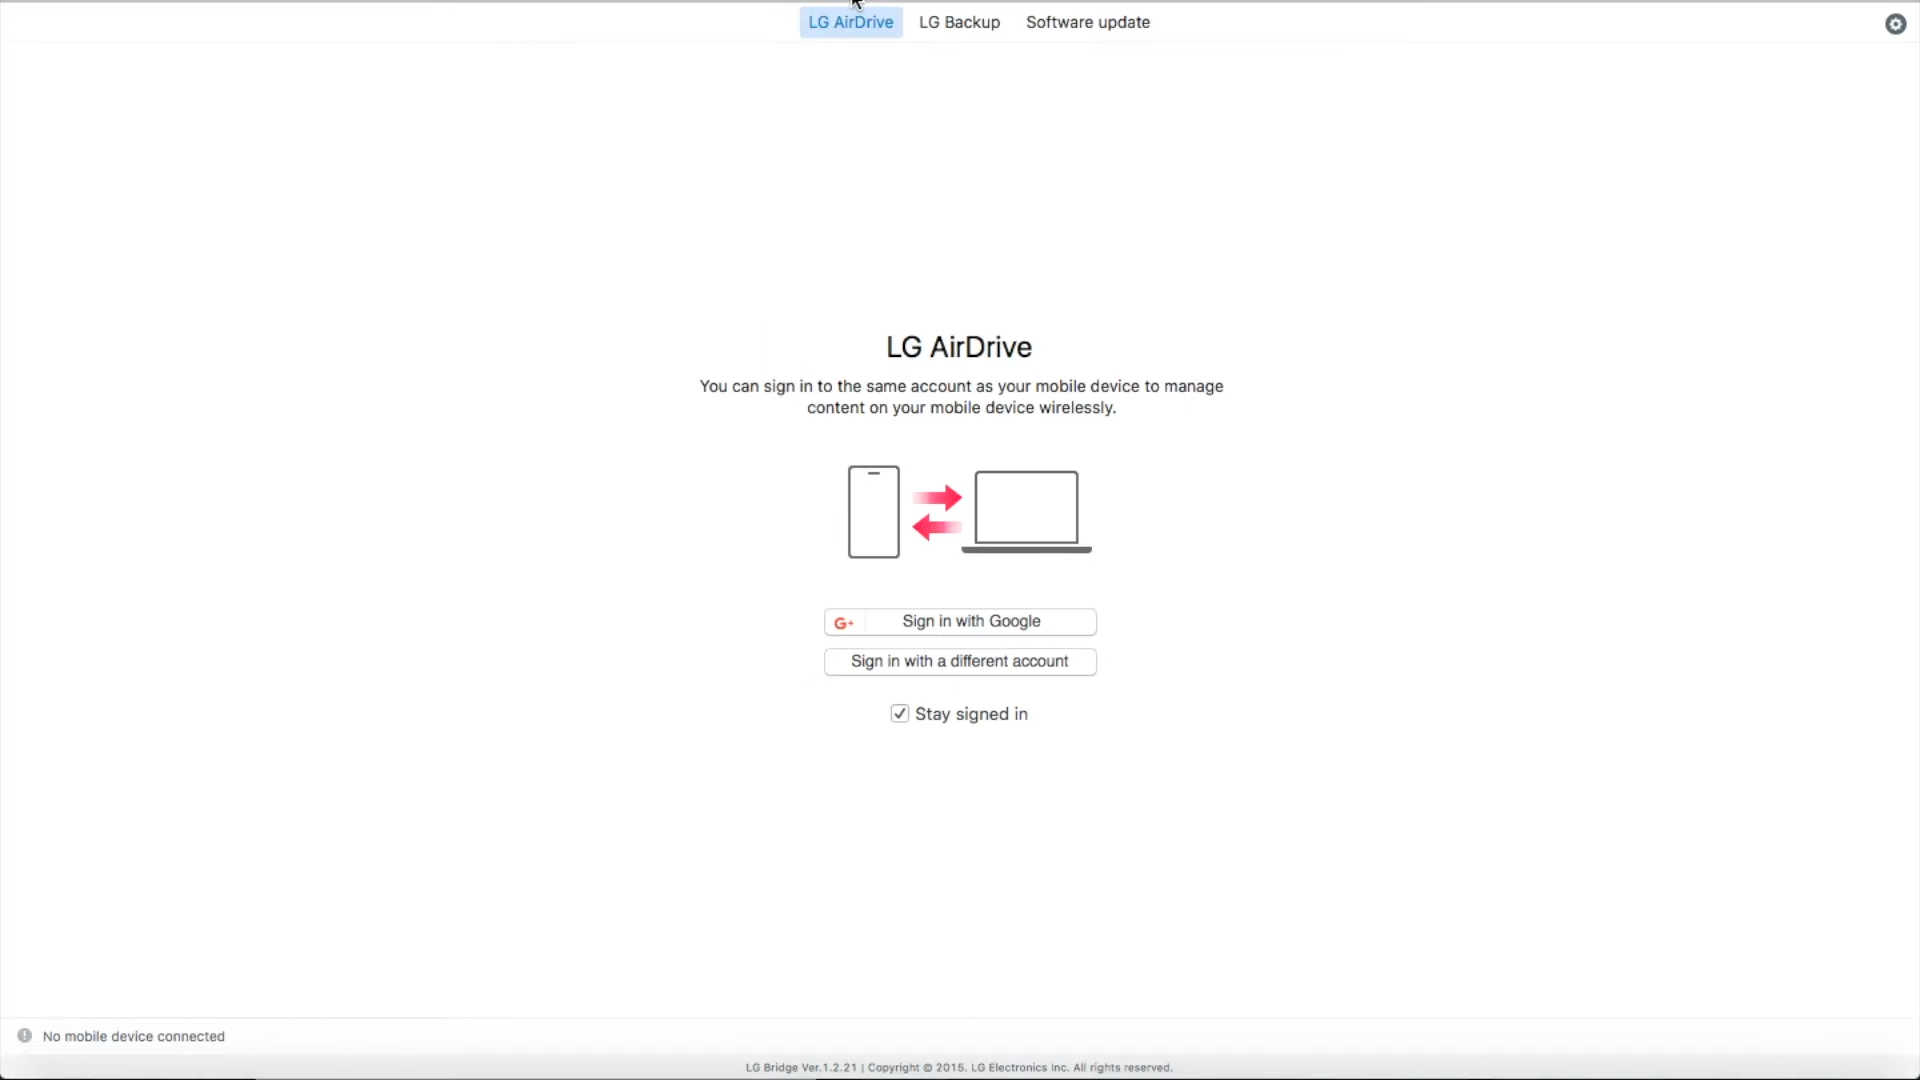 LG AirDrive LG Backup Software update
LG AirDrive
You can sign in to the same account as your mobile device to manage
content on your mobile device wirelessly.
G+ Sign in with Google
Sign in with a different account
Stay signed in
No mobile device connected
LG Bridge Ver.1.2.21 | Copyright © 2015. LG Electronics Inc. All rights reserved.